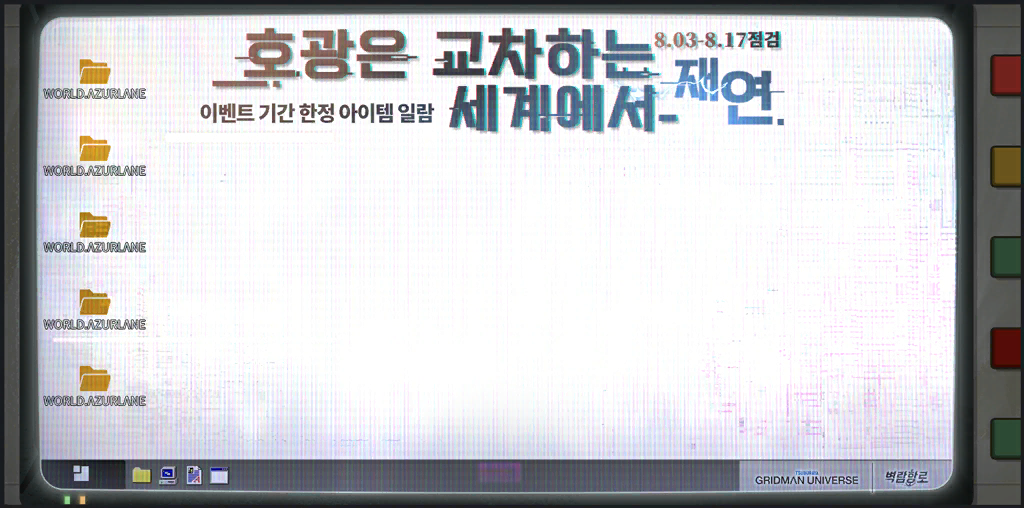 호광은 교차하는
세계에서-재연.
8.03-8.17점검
이벤트 기간 한정 아이템 일람
WORLD.AZURLANE
WORLD.AZURLANE
WORLD.AZURLANE
WORLD.AZURLANE
WORLD.AZURLANE
TSUBURAYA
GRIDMAN UNIVERSE
벽람항로